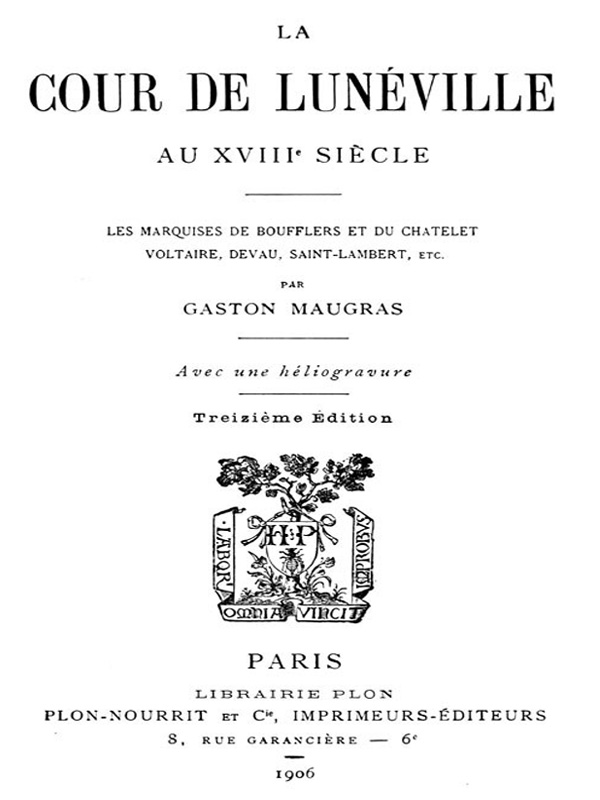 LA
COUR DE LUNÉVILLE
AU XVIIIe SIÈCLE
LES MARQUISES DE BOUFFLERS ET DU CHATELET
VOLTAIRE, DEVAU, SAINT-LAMBERT, ETC.
PAR
GASTON MAUGRAS
Avec une héliogravure
Treizième Édition
H P
LABOR
IMPROBUS
OMNIA VINCIT
PARIS
LIBRAIRIE PLON
PLON-NOURRIT ET Cie, IMPRIMEURS-ÉDITEURS
8, RUE GARANCIÈRE — 6e
1906